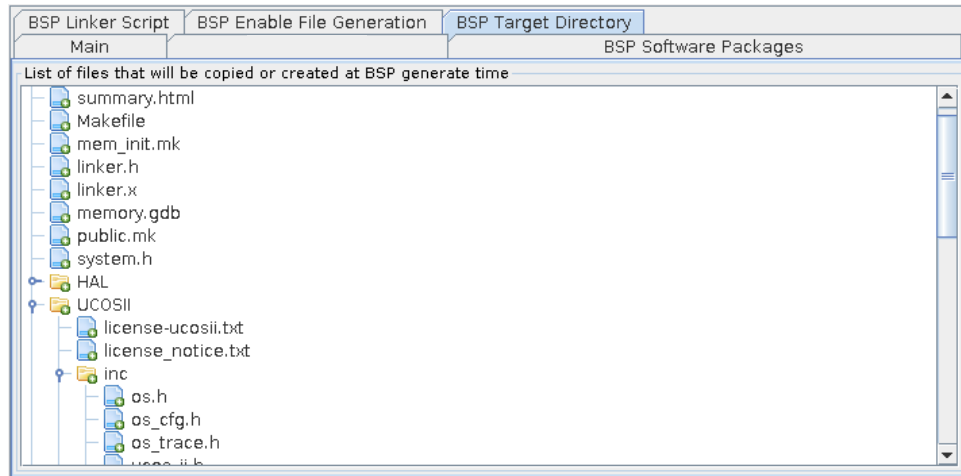 BSP Linker Script BSP Enable File Generation BSP Target Directory
Main BSP Software Packages
List of files that will be copied or created at BSP generate time
summary.html
Makefile
mem_init.mk
linker.h
linker.x
memory.gdb
public.mk
system.h
HAL
UCOSII
license-ucosii.txt
license_notice.txt
inc
os.h
os_cfg.h
os_trace.h